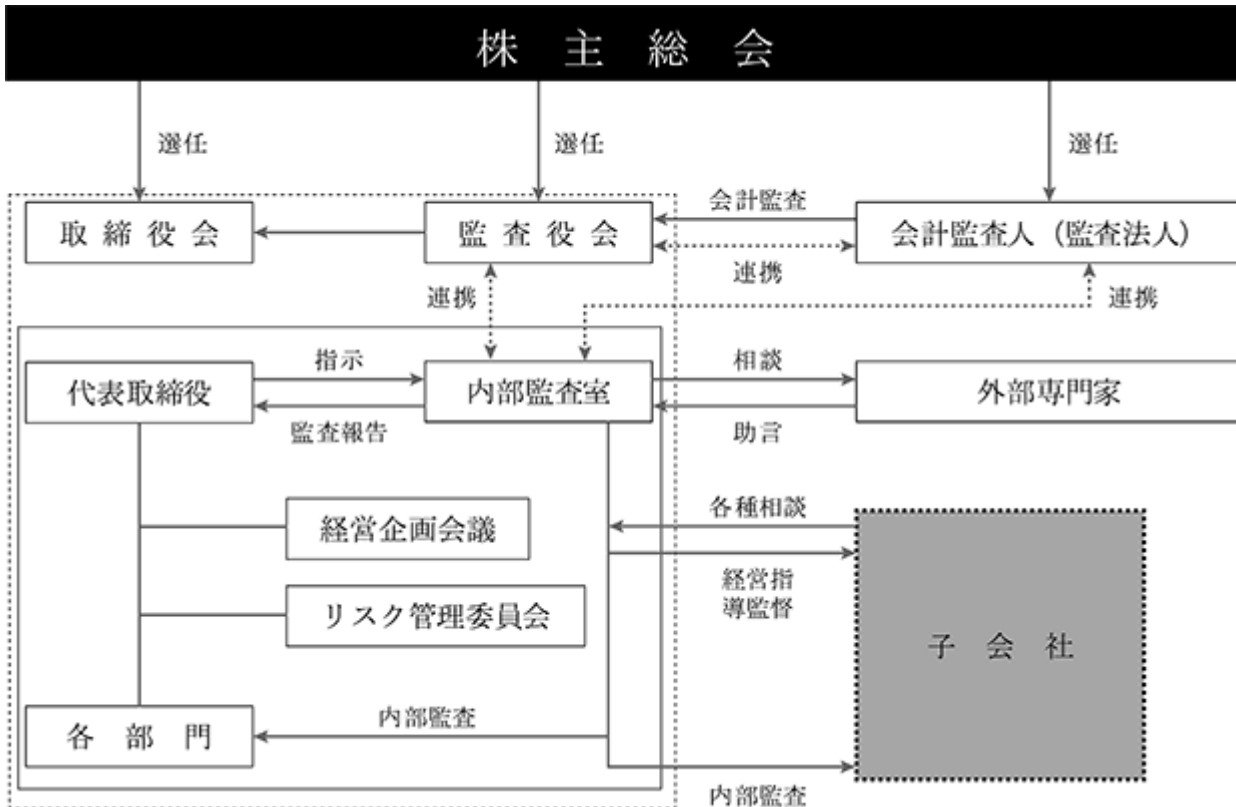 株主総会
選任
選任
選任
取締役会
監査役会
会計監査
連携
会計監査人（監査法人）
連携
連携
代表取締役
指示
監査報告
内部監査室
相談
助言
外部専門家
経営企画会議
各種相談
経営指
導監督
リスク管理委員会
子会社
各部門
内部監査
内部監査